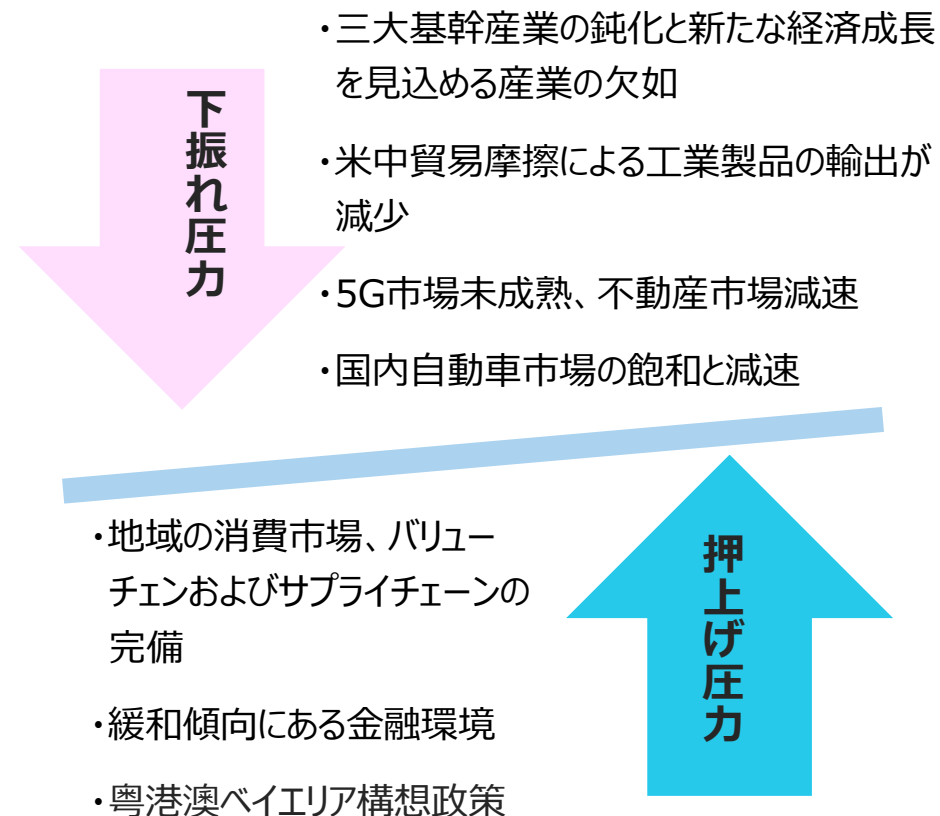 ・三大基幹産業の鈍化と新たな経済成長
を見込める産業の欠如
・米中貿易摩擦による工業製品の輸出が
減少
・5G市場未成熟、不動産市場減速
・国内自動車市場の飽和と減速
下振れ圧力
・地域の消費市場、バリュー
チェンおよびサプライチェーンの
完備
・緩和傾向にある金融環境
・粤港澳ベイエリア構想政策
押上げ圧力